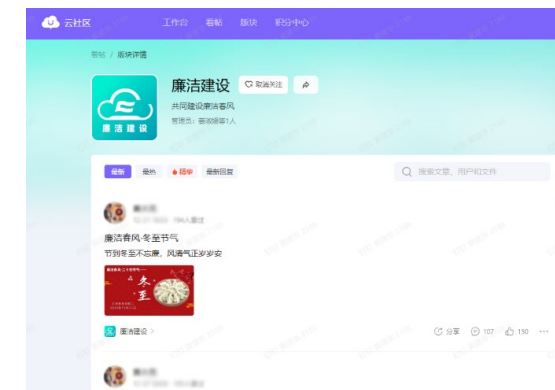 云社区
工作台 看帖 版块 积分中心
看帖 / 版块详情
廉洁建设
取消关注
共同建设廉洁春风
廉洁建设
最新 最热 精华 最新回复
搜索文章、用户和文件
廉洁春风·冬至节气
节到冬至不忘廉，风清气正岁岁安
冬
至
廉洁建设 >
分享 107 150